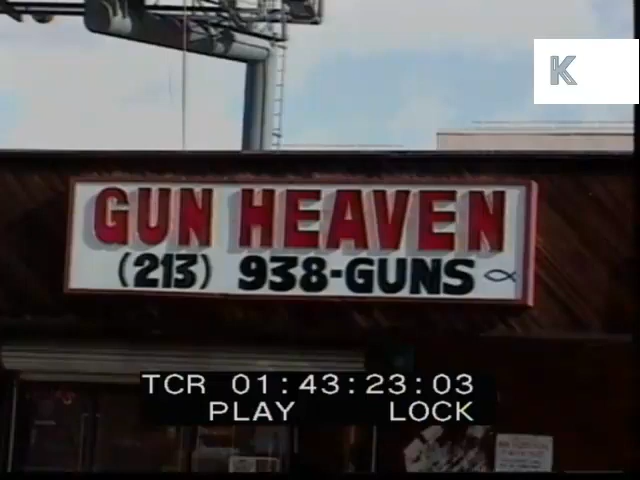 K
GUN HEAVEN
(213) 938-GUNS
TCR 01:43:23:03
PLAY LOCK